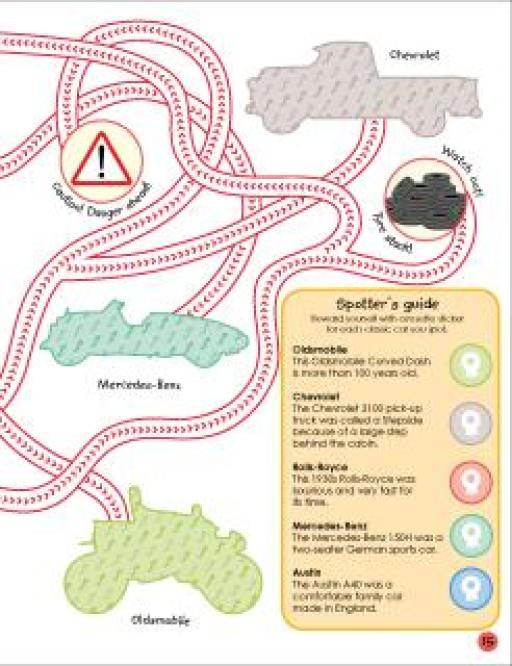 Chevrolet
Caution! Danger ahead!
Watch out!
Tyre attack!
Mercedes-Benz
Oldsmobile
Spotter's guide
Reward yourself with a rosette sticker
for each classic car you spot.
Oldsmobile
This Oldsmobile Curved Dash
is more than 100 years old.
Chevrolet
The Chevrolet 3100 pick-up
truck was called a Stepside
because of a large step
behind the cabin.
Rolls-Royce
This 1930s Rolls-Royce was
luxurious and very fast for
its time.
Mercedes-Benz
The Mercedes-Benz 150H was a
two-seater German sports car.
Austin
The Austin A40 was a
comfortable family car
made in England.
15